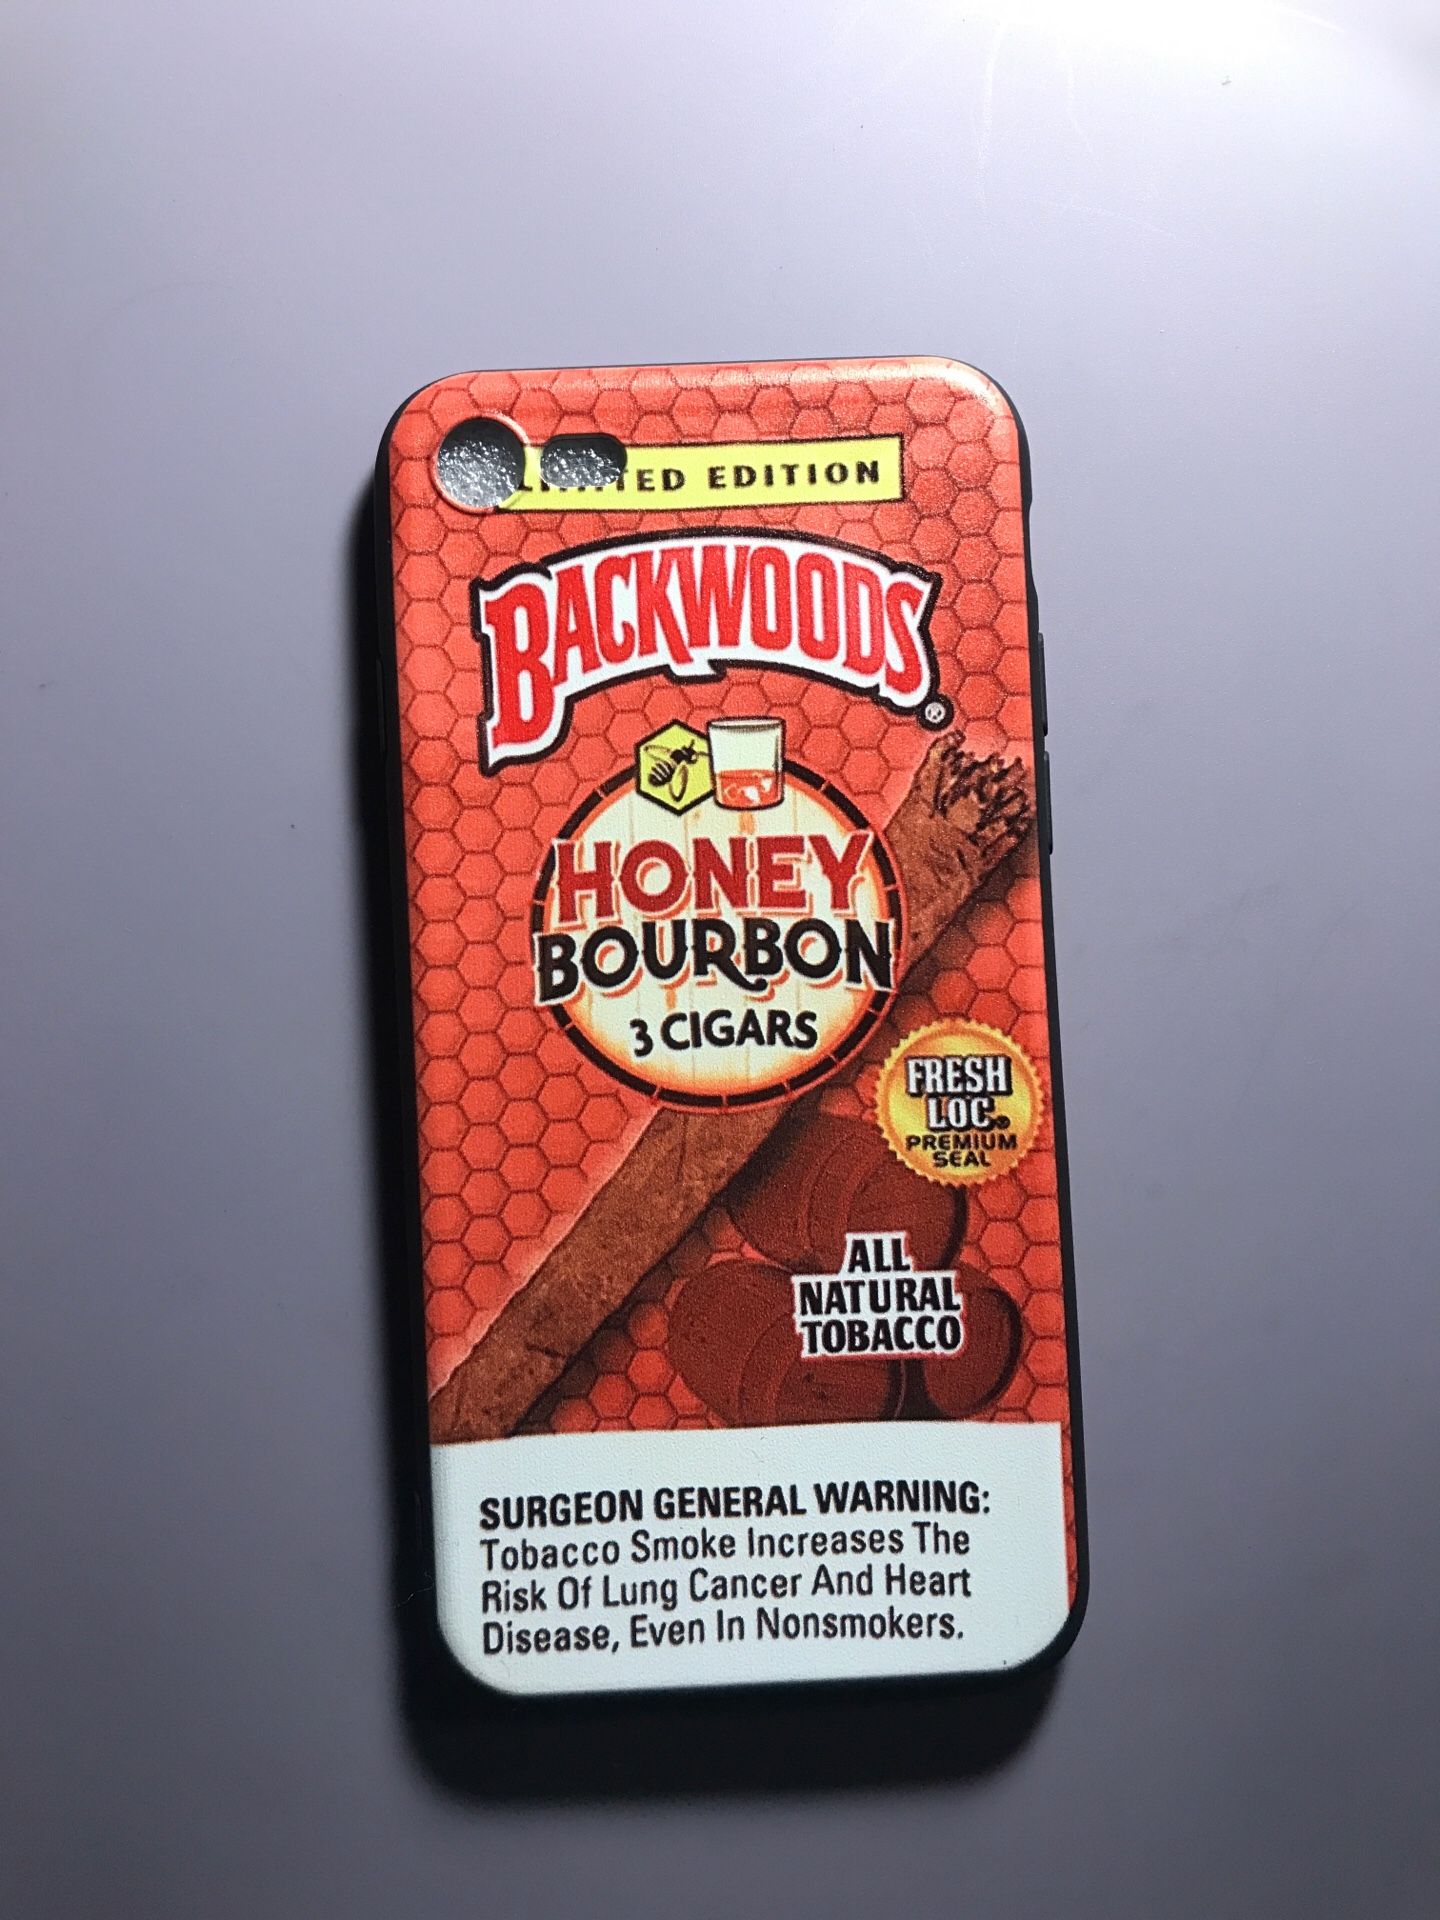 EDITION
BACKWOODS®
HONEY
BOURBON
3 CIGARS
FRESH
LOC®
PREMIUM
SEAL
ALL
NATURAL
TOBACCO
SURGEON GENERAL WARNING:
Tobacco Smoke Increases The
Risk Of Lung Cancer And Heart
Disease, Even In Nonsmokers.